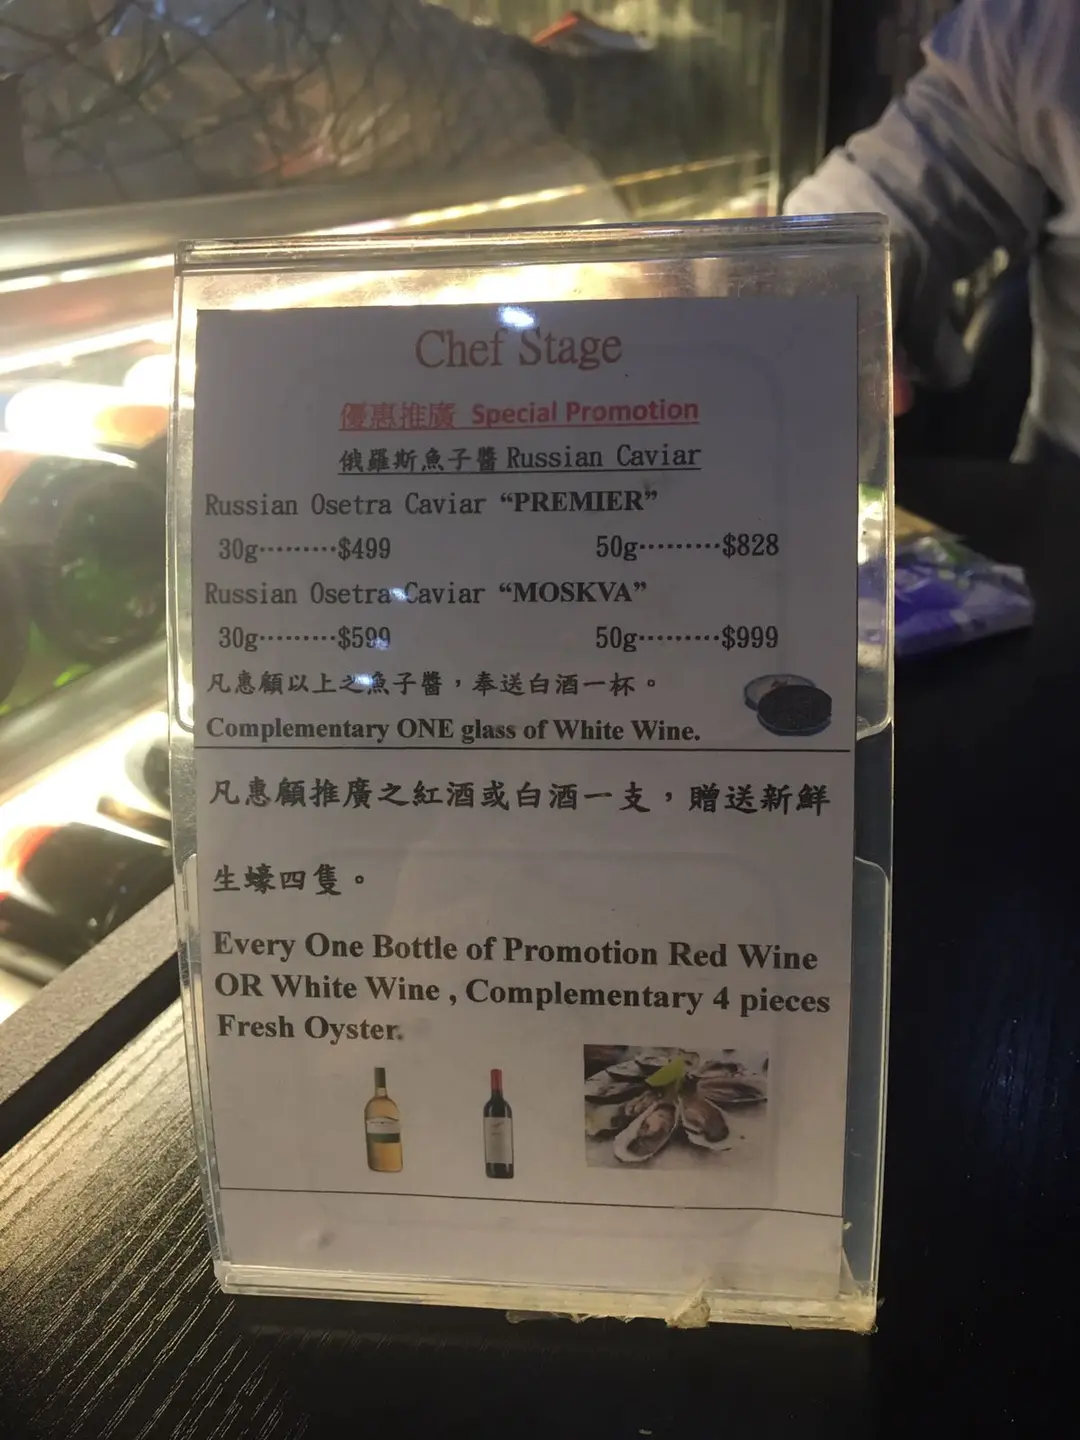 Chef Stage
優惠推廣 Special Promotion
俄羅斯魚子醬 Russian Caviar
Russian Osetra Caviar “PREMIER”
30g·········$499 50g·········$828
Russian Osetra Caviar “MOSKVA”
30g·········$599 50g·········$999
凡惠顧以上之魚子醬，奉送白酒一杯。
Complementary ONE glass of White Wine.
凡惠顧推廣之紅酒或白酒一支，贈送新鮮
生蠔四隻。
Every One Bottle of Promotion Red Wine
OR White Wine , Complementary 4 pieces
Fresh Oyster.